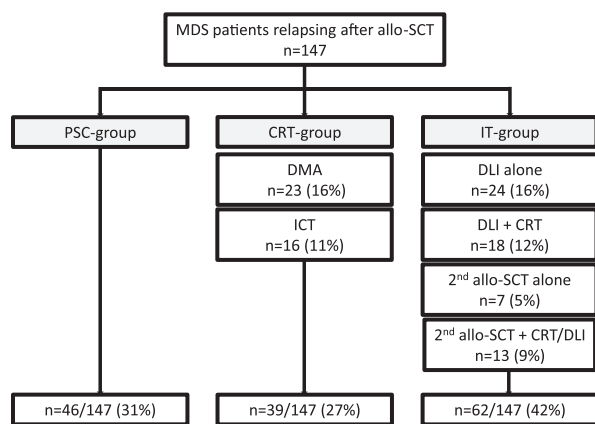 MDS patients relapsing after allo-SCT
n=147
PSC-group
CRT-group
IT-group
DMA
n=23 (16%)
ICT
n=16 (11%)
DLI alone
n=24 (16%)
DLI + CRT
n=18 (12%)
2nd allo-SCT alone
n=7 (5%)
2nd allo-SCT + CRT/DLI
n=13 (9%)
n=46/147 (31%)
n=39/147 (27%)
n=62/147 (42%)